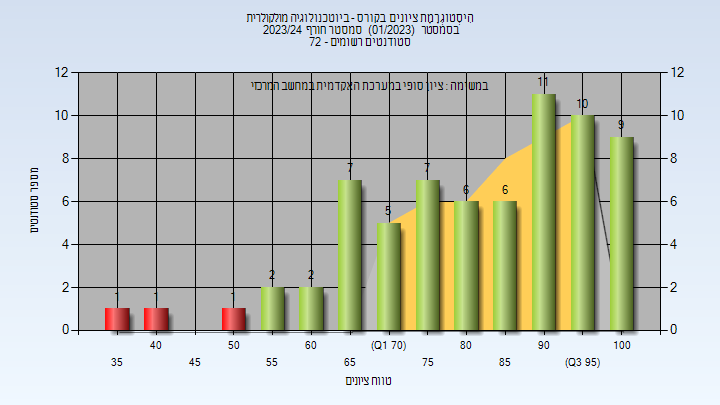 היסטוגרמת ציונים בקורס - ביוטכנולוגיה מולקולרית
בסמסטר (01/2023) סמסטר חורף 2023/24
סטודנטים רשומים - 72
במשימה : ציון סופי במערכת האקדמית במחשב המרכזי
מספר סטודנטים
12 12
10 10
8 8
6 6
4 4
2 2
0 0
1 1 1 2 2 7 5 7 6 6 11 10 9
40 50 60 (Q1 70) 80 90 100
35 45 55 65 75 85 (Q3 95)
טווח ציונים